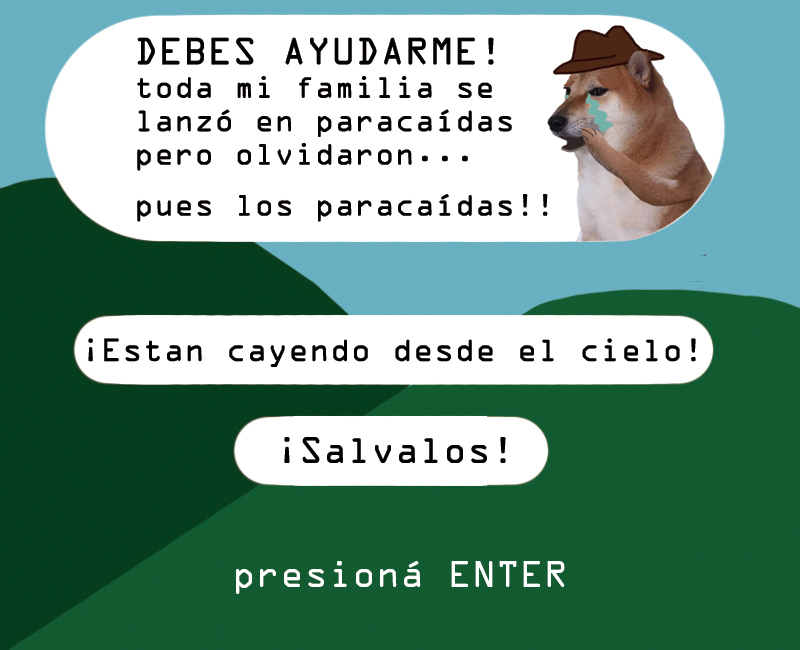 DEBES AYUDARME!
toda mi familia se
lanzó en paracaídas
pero olvidaron...
pues los paracaídas!!
¡Estan cayendo desde el cielo!
¡Salvalos!
presioná ENTER